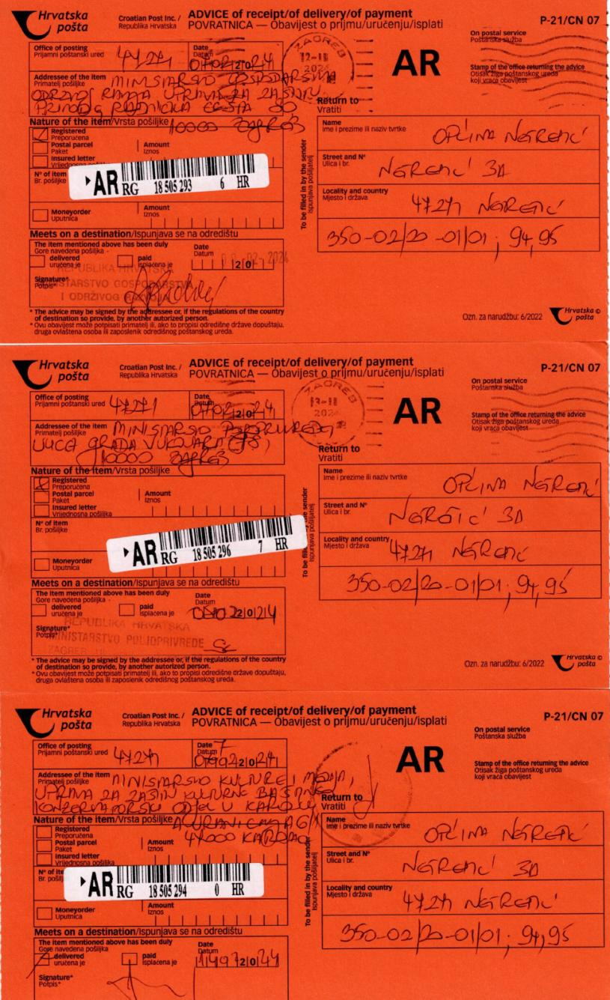 Hrvatska pošta
Croatian Post Inc. / Republika Hrvatska
ADVICE of receipt/of delivery/of payment
POVRATNICA — Obavijest o prijmu/uručenju/isplati
P-21/CN 07
Office of posting
Prijamni poštanski ured
47271
Date
Datum
ZAGREB
12-18
2024
AR
On postal service
Poštanska služba
Stamp of the office returning the advice
Otisak žiga poštanskog ureda
koji vraća obavijest
Addressee of the item
Primatelj pošiljke
MINISTARSTVO GOSPODARSTVA
UPRAVA ZA ZAŠTITU
PRIRODE RADNIČKA CESTA 80
10000 Zagreb
Return to
Vratiti
Nature of the item/Vrsta pošiljke
Registered
Preporučena
Postal parcel
Paket
Insured letter
Vrijednosna pošiljka
Amount
Iznos
Nº of item
Br. pošiljke
AR RG 18 505 293 6 HR
Moneyorder
Uputnica
Amount
Iznos
To be filled in by the sender
Ispunjava pošiljatelj
Name
Ime i prezime ili naziv tvrtke
OPĆINA NETRETIĆ
Street and Nº
Ulica i br.
NETRETIĆ 3A
Locality and country
Mjesto i država
47271 NETRETIĆ
350-02/20-01/01; 94,95
Meets on a destination/Ispunjava se na odredištu
The item mentioned above has been duly
Gore navedena pošiljka -
delivered
uručena je
paid
isplaćena je
Date
Datum
02-2024
REPUBLIKA HRVATSKA
MINISTARSTVO GOSPODARSTVA
I ODRŽIVOG RAZVOJA
Signature*
Potpis*
* The advice may be signed by the addressee or, if the regulations of the country
of destination so provide, by another autorized person.
* Ovu obavijest može potpisati primatelj ili, ako to propisi odredišne države dopuštaju,
druga ovlaštena osoba ili zaposlenik odredišnog poštanskog ureda.
Ozn. za narudžbu: 6/2022
Hrvatska pošta ©
Hrvatska pošta
Croatian Post Inc. / Republika Hrvatska
ADVICE of receipt/of delivery/of payment
POVRATNICA — Obavijest o prijmu/uručenju/isplati
P-21/CN 07
Office of posting
Prijamni poštanski ured
47271
Date
Datum
ZAGREB
13-18
2024
AR
On postal service
Poštanska služba
Stamp of the office returning the advice
Otisak žiga poštanskog ureda
koji vraća obavijest
Addressee of the item
Primatelj pošiljke
MINISTARSTVO POLJOPRIVREDE
ULICA GRADA VUKOVARA
10000 Zagreb
Return to
Vratiti
Nature of the item/Vrsta pošiljke
Registered
Preporučena
Postal parcel
Paket
Insured letter
Vrijednosna pošiljka
Amount
Iznos
Nº of item
Br. pošiljke
AR RG 18 505 296 7 HR
Moneyorder
Uputnica
To be filled in by the sender
Ispunjava pošiljatelj
Name
Ime i prezime ili naziv tvrtke
OPĆINA NETRETIĆ
Street and Nº
Ulica i br.
NETRETIĆ 3A
Locality and country
Mjesto i država
47271 NETRETIĆ
350-02/20-01/01; 94,95
Meets on a destination/Ispunjava se na odredištu
The item mentioned above has been duly
Gore navedena pošiljka -
delivered
uručena je
paid
isplaćena je
Date
Datum
REPUBLIKA HRVATSKA
MINISTARSTVO POLJOPRIVREDE
ZAGREB
Signature*
Potpis*
* The advice may be signed by the addressee or, if the regulations of the country
of destination so provide, by another autorized person.
* Ovu obavijest može potpisati primatelj ili, ako to propisi odredišne države dopuštaju,
druga ovlaštena osoba ili zaposlenik odredišnog poštanskog ureda.
Ozn. za narudžbu: 6/2022
Hrvatska pošta ©
Hrvatska pošta
Croatian Post Inc. / Republika Hrvatska
ADVICE of receipt/of delivery/of payment
POVRATNICA — Obavijest o prijmu/uručenju/isplati
P-21/CN 07
Office of posting
Prijamni poštanski ured
47271
Date
Datum
AR
On postal service
Poštanska služba
Stamp of the office returning the advice
Otisak žiga poštanskog ureda
koji vraća obavijest
Addressee of the item
Primatelj pošiljke
MINISTARSTVO KULTURE I MEDIJA,
UPRAVA ZA ZAŠTITU KULTURNE BAŠTINE
KONZERVATORSKI ODJEL U KARLOVCU
47000 KARLOVAC
Return to
Vratiti
Nature of the item/Vrsta pošiljke
Registered
Preporučena
Postal parcel
Paket
Insured letter
Vrijednosna pošiljka
Amount
Iznos
Nº of item
Br. pošiljke
AR RG 18 505 294 0 HR
Moneyorder
Uputnica
Amount
Iznos
To be filled in by the sender
Ispunjava pošiljatelj
Name
Ime i prezime ili naziv tvrtke
OPĆINA NETRETIĆ
Street and Nº
Ulica i br.
NETRETIĆ 3A
Locality and country
Mjesto i država
47271 NETRETIĆ
350-02/20-01/01; 94,95
Meets on a destination/Ispunjava se na odredištu
The item mentioned above has been duly
Gore navedena pošiljka -
delivered
uručena je
paid
isplaćena je
Date
Datum
Signature*
Potpis*